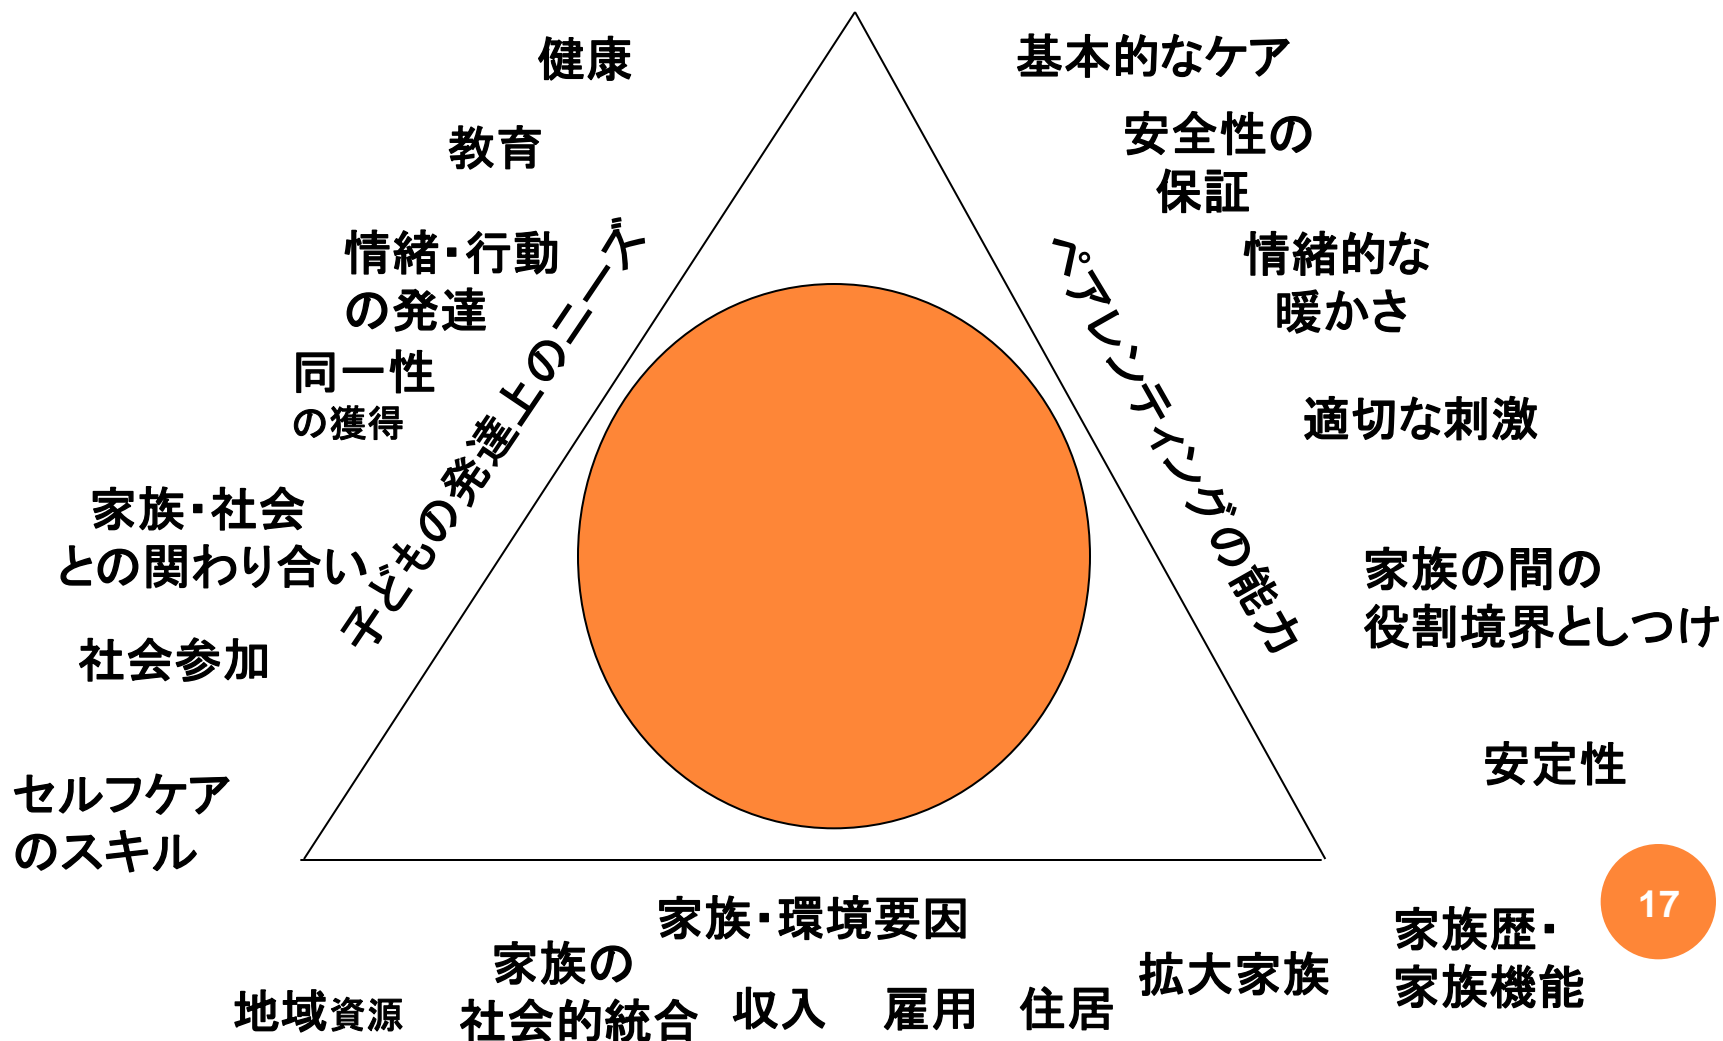 健康
教育
情緒・行動
の発達
同一性
の獲得
家族・社会
との関わり合い
社会参加
セルフケア
のスキル
子どもの発達上のニーズ
基本的なケア
安全性の
保証
情緒的な
暖かさ
適切な刺激
家族の間の
役割境界としつけ
安定性
ペアレンティングの能力
家族・環境要因
地域資源
家族の
社会的統合
収入
雇用
住居
拡大家族
家族歴・
家族機能
17